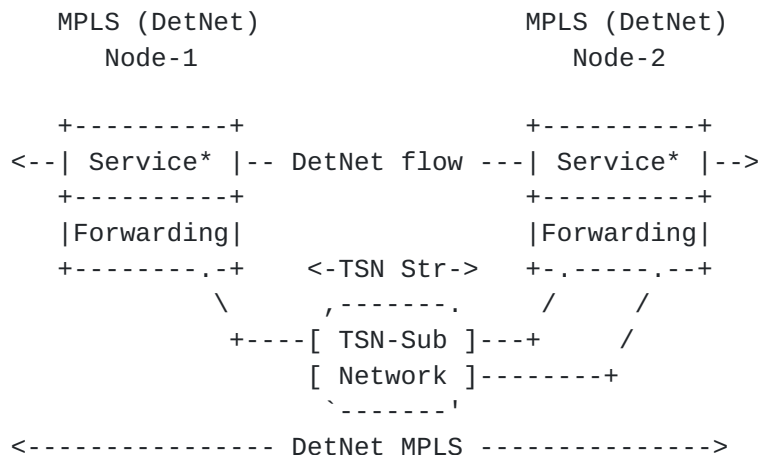 MPLS (DetNet)                MPLS (DetNet)
   Node-1                       Node-2

   +----------+                 +----------+
<--| Service* |-- DetNet flow ---| Service* |-->
   +----------+                 +----------+
   |Forwarding|                 |Forwarding|
   +--------.-+    <-TSN Str->  +-.-----.--+
             \      ,-------.    /     /
              +----[ TSN-Sub ]---+     /
                   [ Network ]--------+
                    `-------'
<---------------- DetNet MPLS --------------->